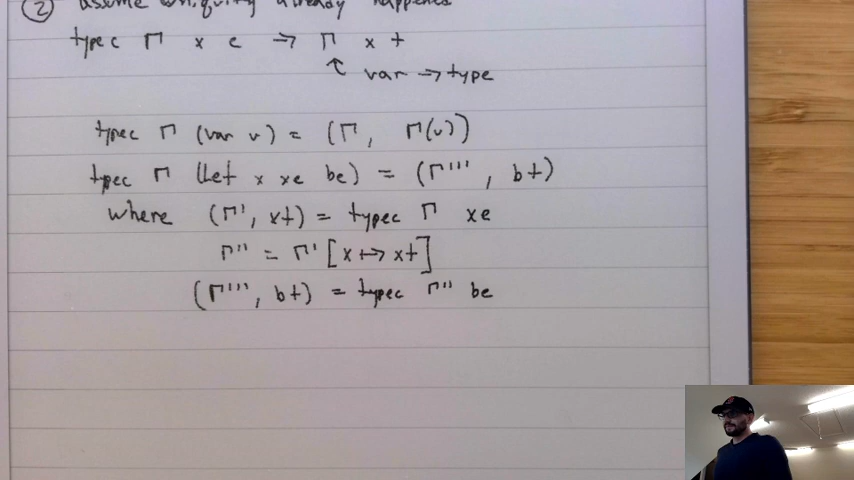 ② assume uniquity already happened
typec Γ x e → Γ x t
↑ var → type
typec Γ (var v) = (Γ, Γ(v))
typec Γ (Let x xe be) = (Γ''', bt)
where (Γ', xt) = typec Γ xe
Γ'' = Γ' [x ↦ xt]
(Γ''', bt) = typec Γ'' be